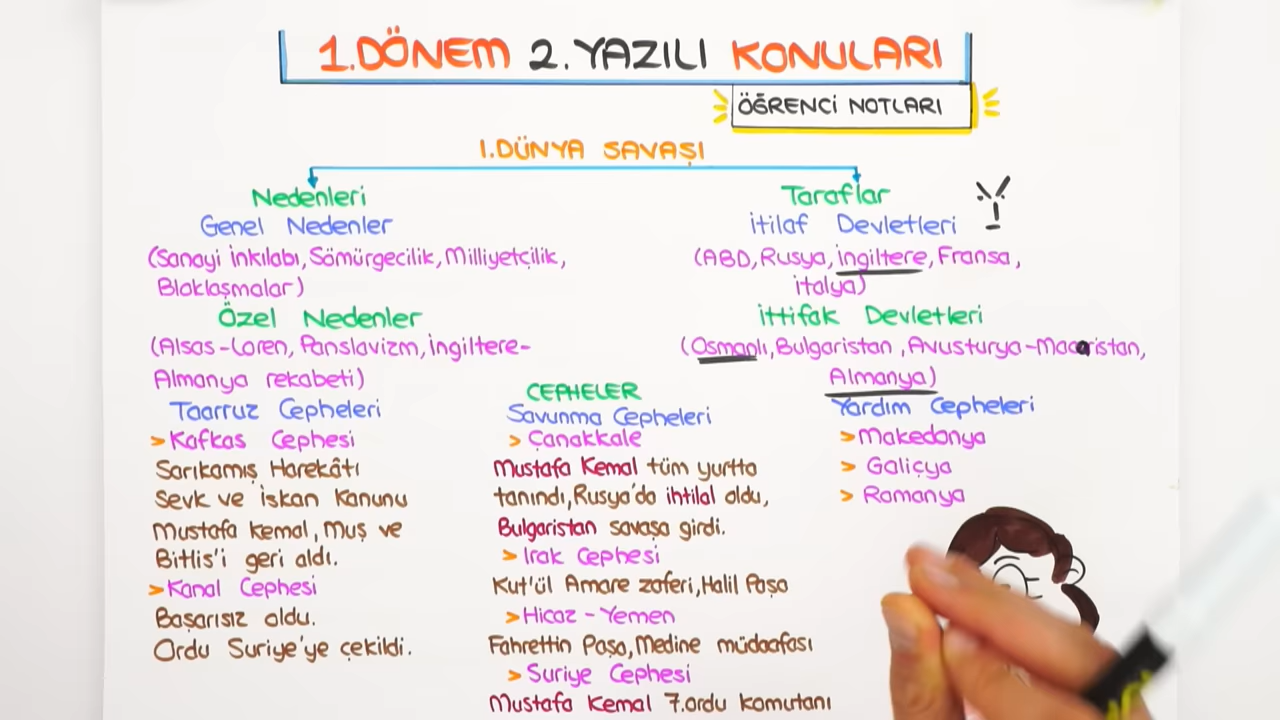 1.DÖNEM 2.YAZILI KONULARI
ÖĞRENCİ NOTLARI
I.DÜNYA SAVAŞI
Nedenleri
Genel Nedenler
(Sanayi İnkılabı, Sömürgecilik, Milliyetçilik,
Bloklaşmalar)
Özel Nedenler
(Alsas-Loren, Panslavizm, İngiltere-
Almanya rekabeti)
Taraflar
İtilaf Devletleri
(ABD, Rusya, İngiltere, Fransa,
İtalya)
İttifak Devletleri
(Osmanlı, Bulgaristan, Avusturya-Macaristan,
Almanya)
CEPHELER
Taarruz Cepheleri
>Kafkas Cephesi
Sarıkamış Harekâtı
Sevk ve İskan Kanunu
Mustafa Kemal, Muş ve
Bitlis'i geri aldı.
>Kanal Cephesi
Başarısız oldu.
Ordu Suriye'ye çekildi.
Savunma Cepheleri
> Çanakkale
Mustafa Kemal tüm yurtta
tanındı, Rusya'da ihtilal oldu,
Bulgaristan savaşa girdi.
> Irak Cephesi
Kut'ül Amare zaferi, Halil Paşa
>Hicaz - Yemen
Fahrettin Paşa, Medine müdaafası
> Suriye Cephesi
Mustafa Kemal 7.ordu komutanı
Yardım Cepheleri
>Makedonya
> Galiçya
> Romanya